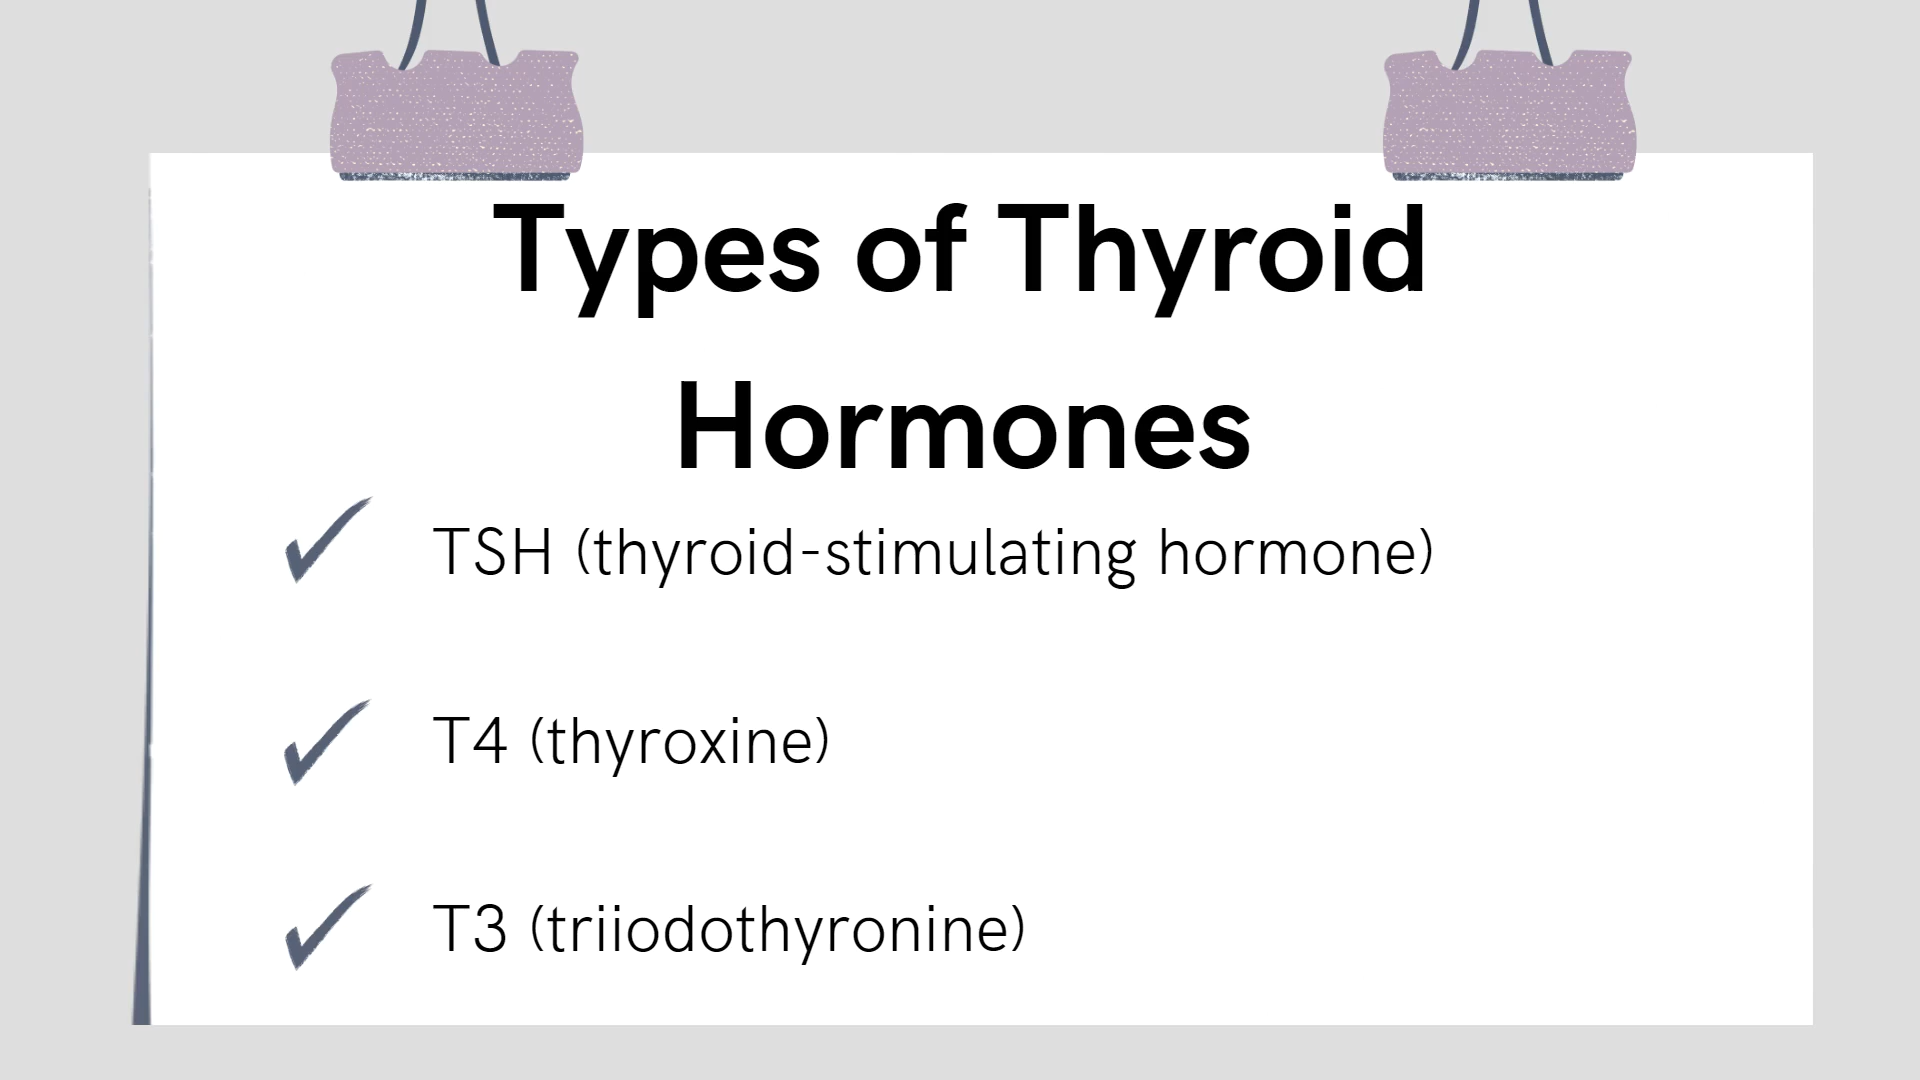 Types of Thyroid
Hormones
TSH (thyroid-stimulating hormone)
T4 (thyroxine)
T3 (triiodothyronine)